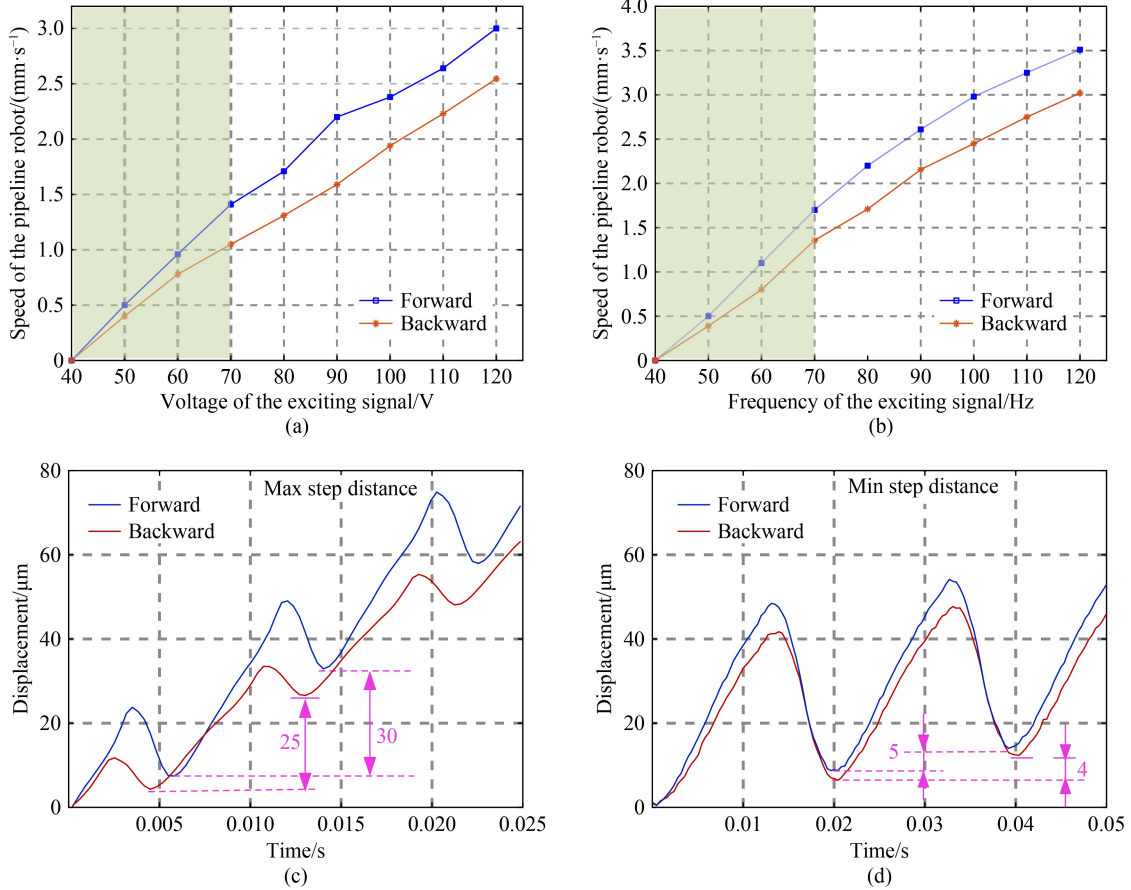 Speed of the pipeline robot/(mm·s⁻¹)
3.0
2.5
2.0
1.5
1.0
0.5
0
Forward
Backward
40 50 60 70 80 90 100 110 120
Voltage of the exciting signal/V
(a)
Speed of the pipeline robot/(mm·s⁻¹)
4.0
3.5
3.0
2.5
2.0
1.5
1.0
0.5
0
Forward
Backward
40 50 60 70 80 90 100 110 120
Frequency of the exciting signal/Hz
(b)
Displacement/μm
80
60
40
20
0
Max step distance
Forward
Backward
25
30
0.005 0.010 0.015 0.020 0.025
Time/s
(c)
Displacement/μm
80
60
40
20
0
Min step distance
Forward
Backward
5
4
0.01 0.02 0.03 0.04 0.05
Time/s
(d)